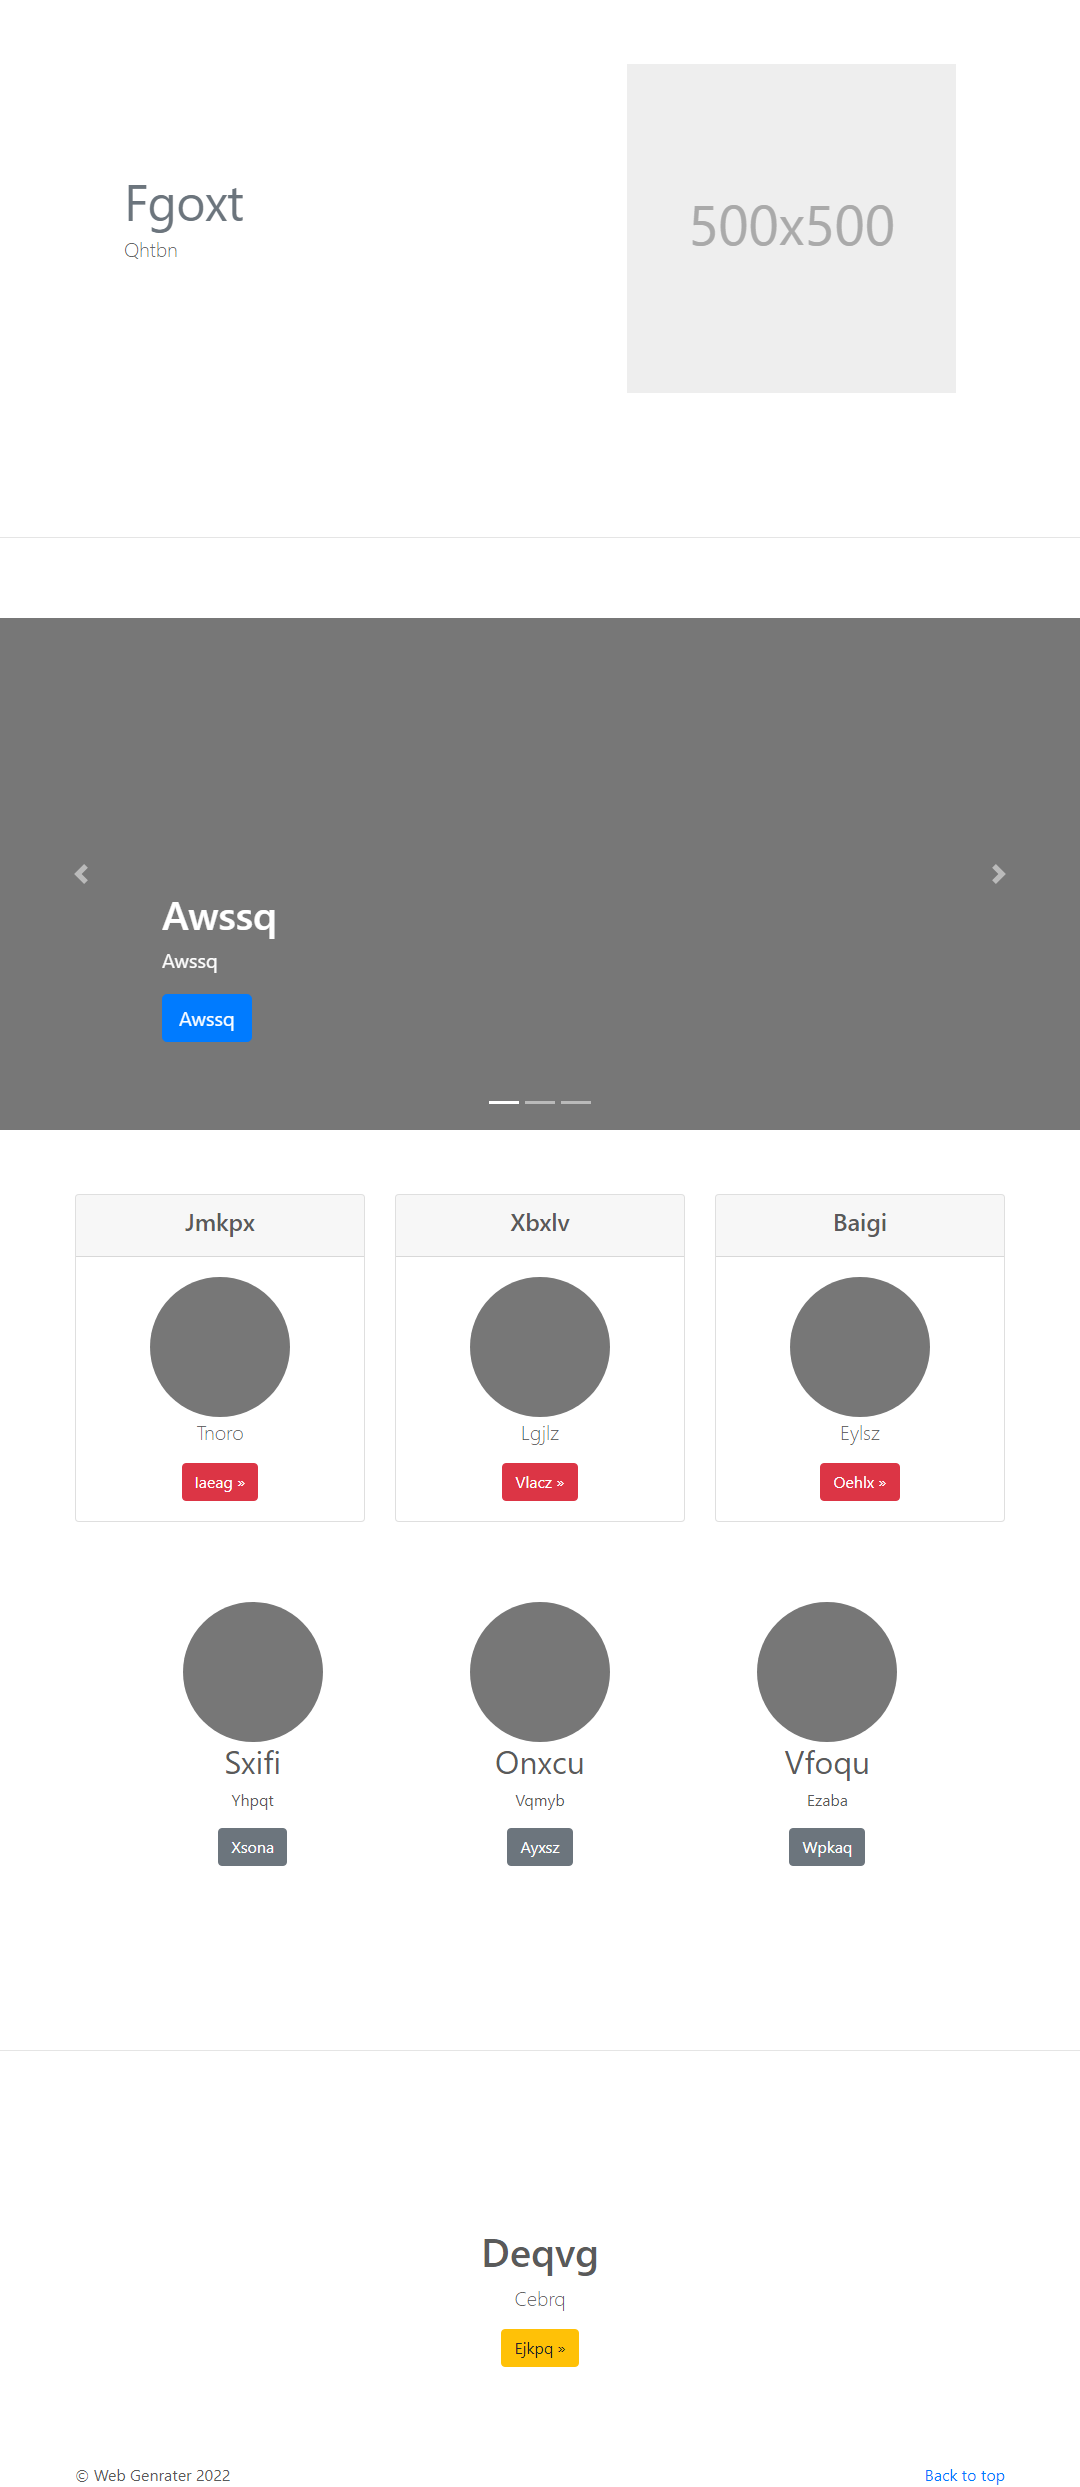 Fgoxt
Qhtbn
500x500
Awssq
Awssq
Awssq
Jmkpx
Tnoro
Iaeag »
Xbxlv
Lgjlz
Vlacz »
Baigi
Eylsz
Oehlx »
Sxifi
Yhpqt
Xsona
Onxcu
Vqmyb
Ayxsz
Vfoqu
Ezaba
Wpkaq
Deqvg
Cebrq
Ejkpq »
© Web Genrater 2022
Back to top